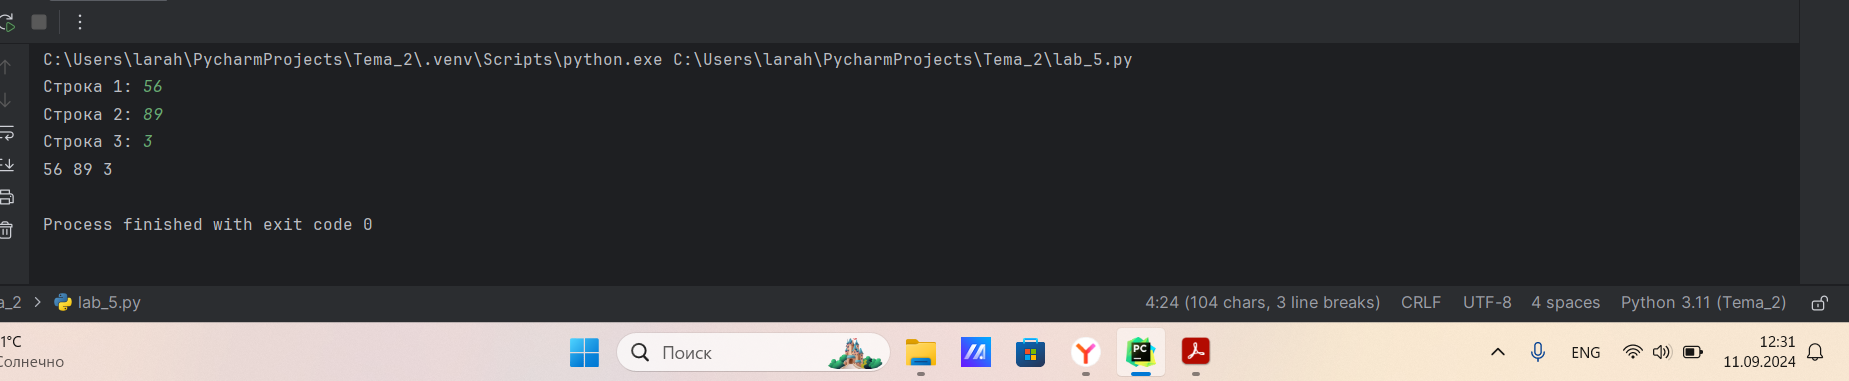 C:\Users\larah\PycharmProjects\Tema_2\.venv\Scripts\python.exe C:\Users\larah\PycharmProjects\Tema_2\lab_5.py
Строка 1: 56
Строка 2: 89
Строка 3: 3
56 89 3
Process finished with exit code 0
a_2 > lab_5.py 4:24 (104 chars, 3 line breaks) CRLF UTF-8 4 spaces Python 3.11 (Tema_2)
1°C
Солнечно
Поиск
PC
ENG
12:31
11.09.2024